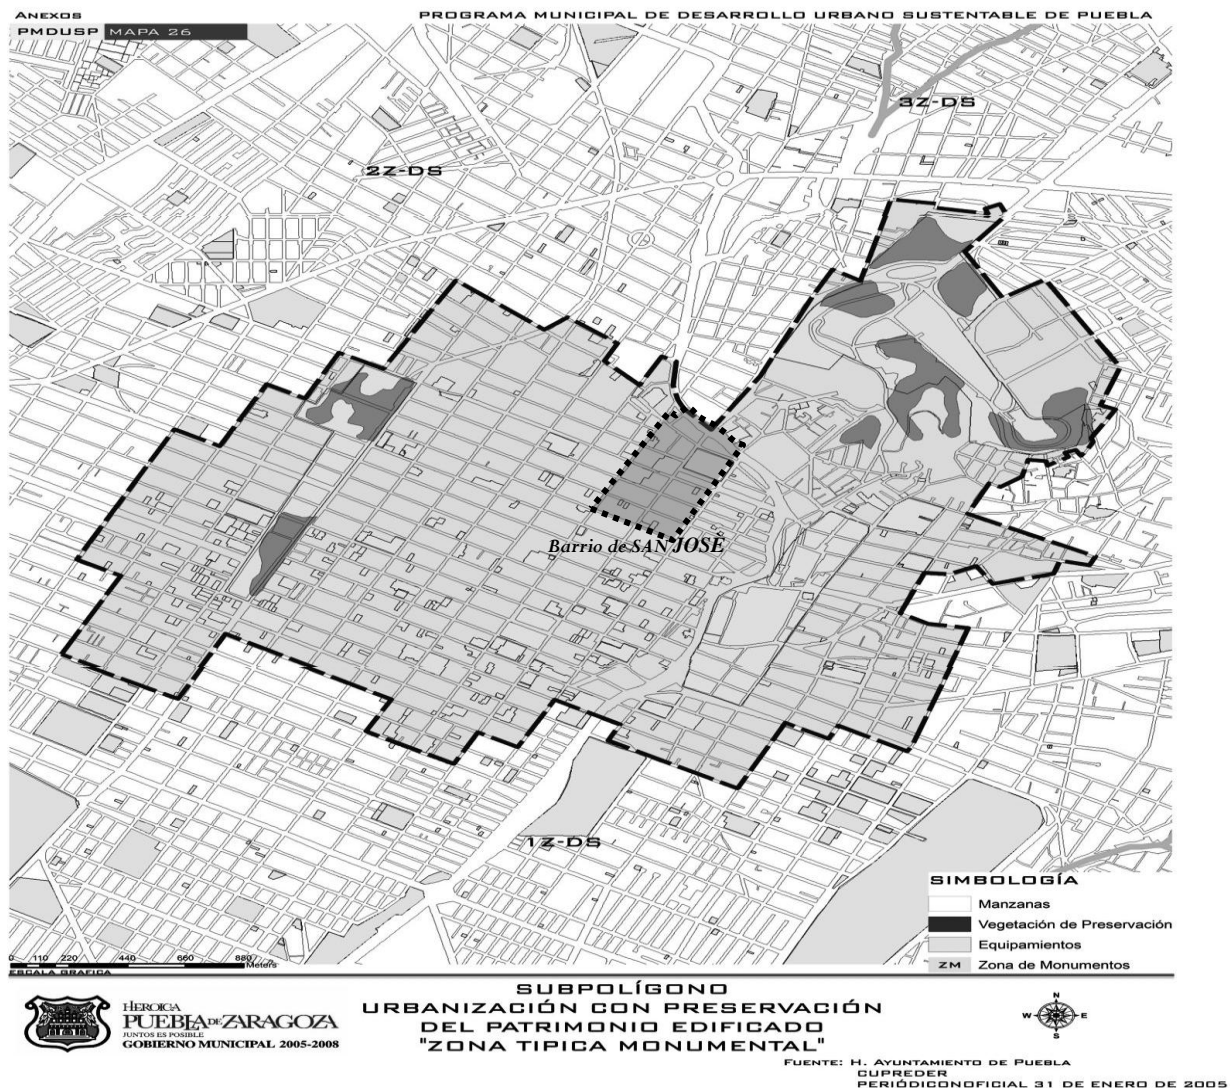 ANEXOS
PROGRAMA MUNICIPAL DE DESARROLLO URBANO SUSTENTABLE DE PUEBLA
PMDUSP MAPA 26
3Z-DS
2Z-DS
Barrio de SAN JOSÈ
1Z-DS
SIMBOLOGÍA
Manzanas
Vegetación de Preservación
Equipamientos
ZM Zona de Monumentos
0 110 220 440 660 880
Meters
ESCALA GRAFICA
HEROICA
PUEBLA DE ZARAGOZA
JUNTOS ES POSIBLE
GOBIERNO MUNICIPAL 2005-2008
SUBPOLÍGONO
URBANIZACIÓN CON PRESERVACIÓN
DEL PATRIMONIO EDIFICADO
"ZONA TIPICA MONUMENTAL"
N
W E
S
FUENTE: H. AYUNTAMIENTO DE PUEBLA
CUPREDER
PERIÓDICONOFICIAL 31 DE ENERO DE 2005